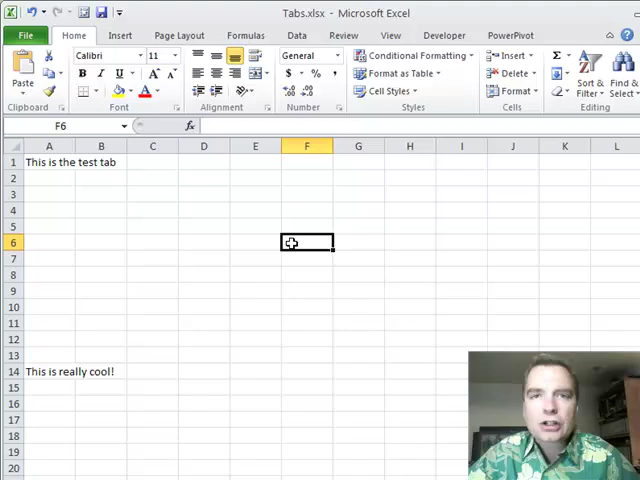 Tabs.xlsx - Microsoft Excel
File Home Insert Page Layout Formulas Data Review View Developer PowerPivot
Calibri 11 General Conditional Formatting Insert Σ
Paste B I U A A $ % , Format as Table Delete Sort & Find &
A Cell Styles Format Filter Select
Clipboard Font Alignment Number Styles Cells Editing
F6 fx
A B C D E F G H I J K L
1 This is the test tab
2
3
4
5
6
7
8
9
10
11
12
13
14 This is really cool!
15
16
17
18
19
20